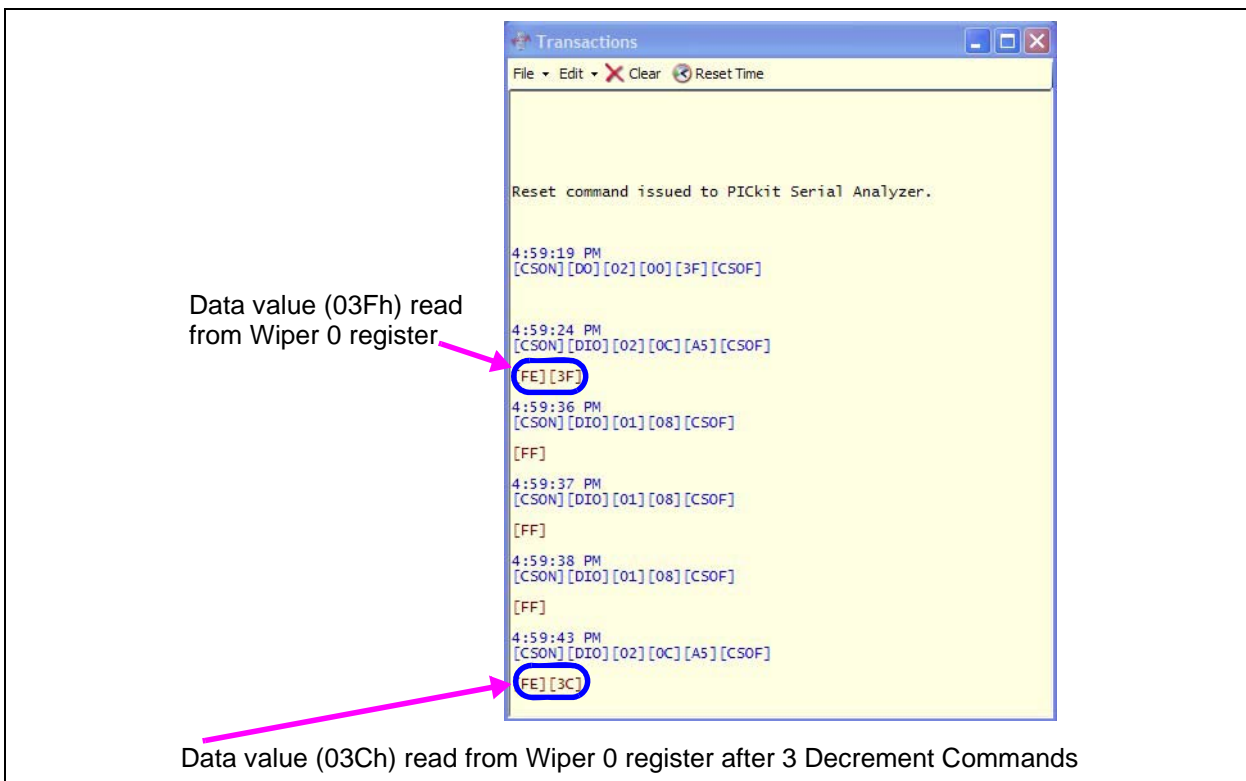 Transactions
File Edit Clear Reset Time
Reset command issued to PICkit Serial Analyzer.
4:59:19 PM
[CSON][DO][02][00][3F][CSOF]
Data value (03Fh) read
from Wiper 0 register
4:59:24 PM
[CSON][DIO][02][0C][A5][CSOF]
[FE][3F]
4:59:36 PM
[CSON][DIO][01][08][CSOF]
[FF]
4:59:37 PM
[CSON][DIO][01][08][CSOF]
[FF]
4:59:38 PM
[CSON][DIO][01][08][CSOF]
[FF]
4:59:43 PM
[CSON][DIO][02][0C][A5][CSOF]
[FE][3C]
Data value (03Ch) read from Wiper 0 register after 3 Decrement Commands